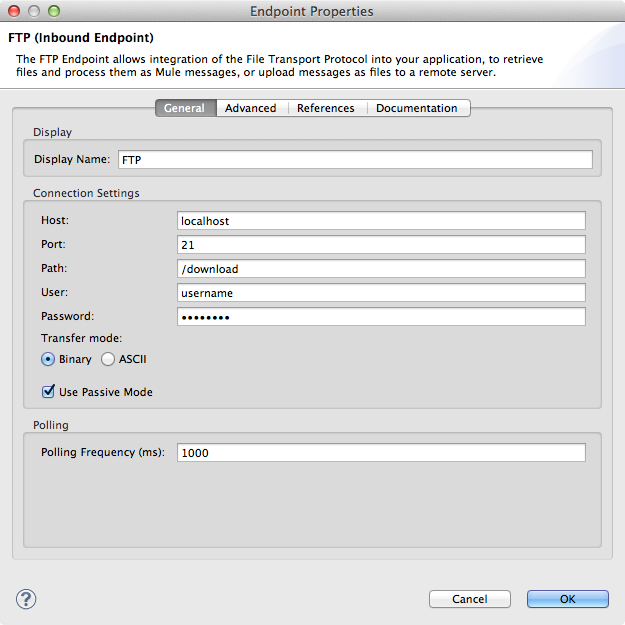 Endpoint Properties
FTP (Inbound Endpoint)
The FTP Endpoint allows integration of the File Transport Protocol into your application, to retrieve
files and process them as Mule messages, or upload messages as files to a remote server.
General Advanced References Documentation
Display
Display Name: FTP
Connection Settings
Host: localhost
Port: 21
Path: /download
User: username
Password: ••••••••
Transfer mode:
Binary ASCII
Use Passive Mode
Polling
Polling Frequency (ms): 1000
? Cancel OK